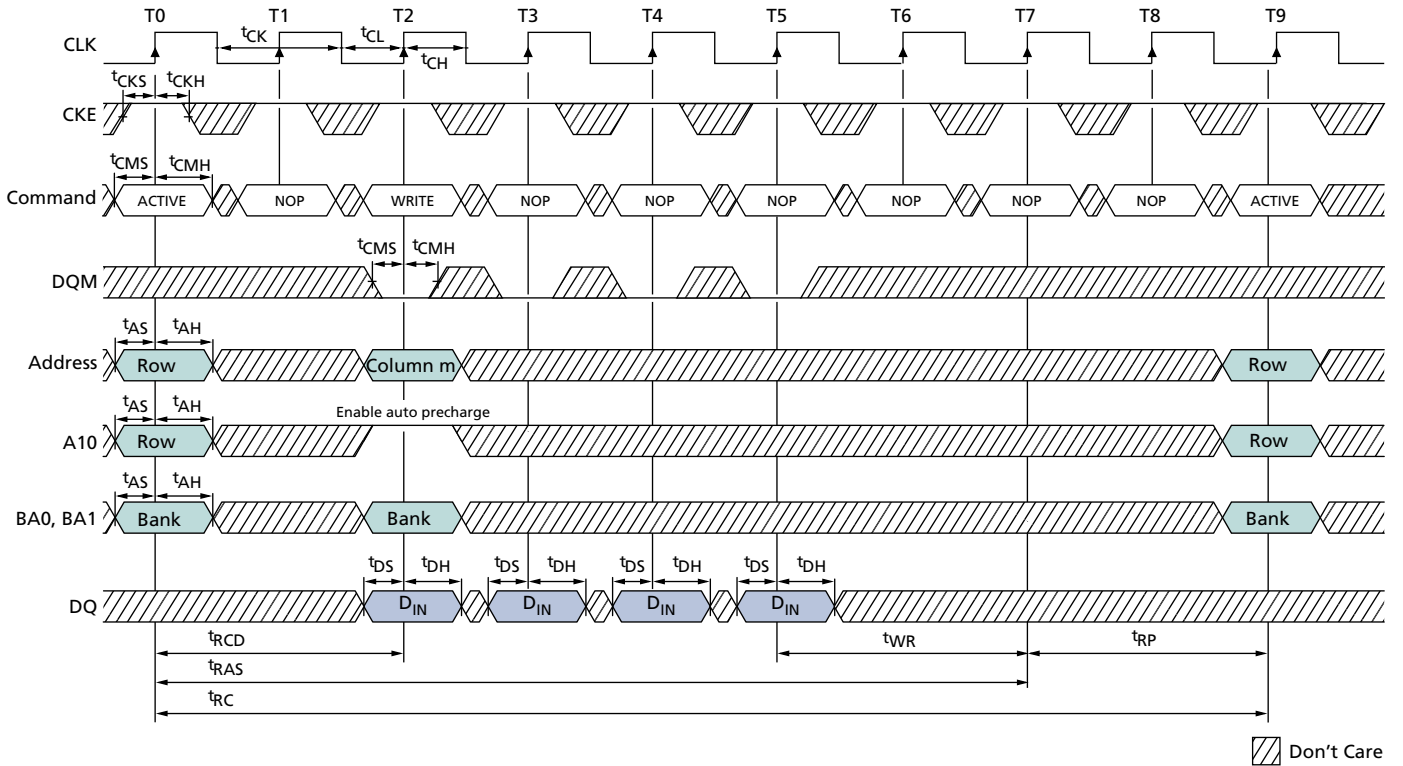 T0 T1 T2 T3 T4 T5 T6 T7 T8 T9
CLK
tCK tCL
tCH
tCKS tCKH
CKE
tCMS tCMH
Command ACTIVE NOP WRITE NOP NOP NOP NOP NOP NOP ACTIVE
tCMS tCMH
DQM
tAS tAH
Address Row Column m Row
tAS tAH Enable auto precharge
A10 Row Row
tAS tAH
BA0, BA1 Bank Bank Bank
tDS tDH tDS tDH tDS tDH tDS tDH
DQ DIN DIN DIN DIN
tRCD tWR tRP
tRAS
tRC
Don't Care